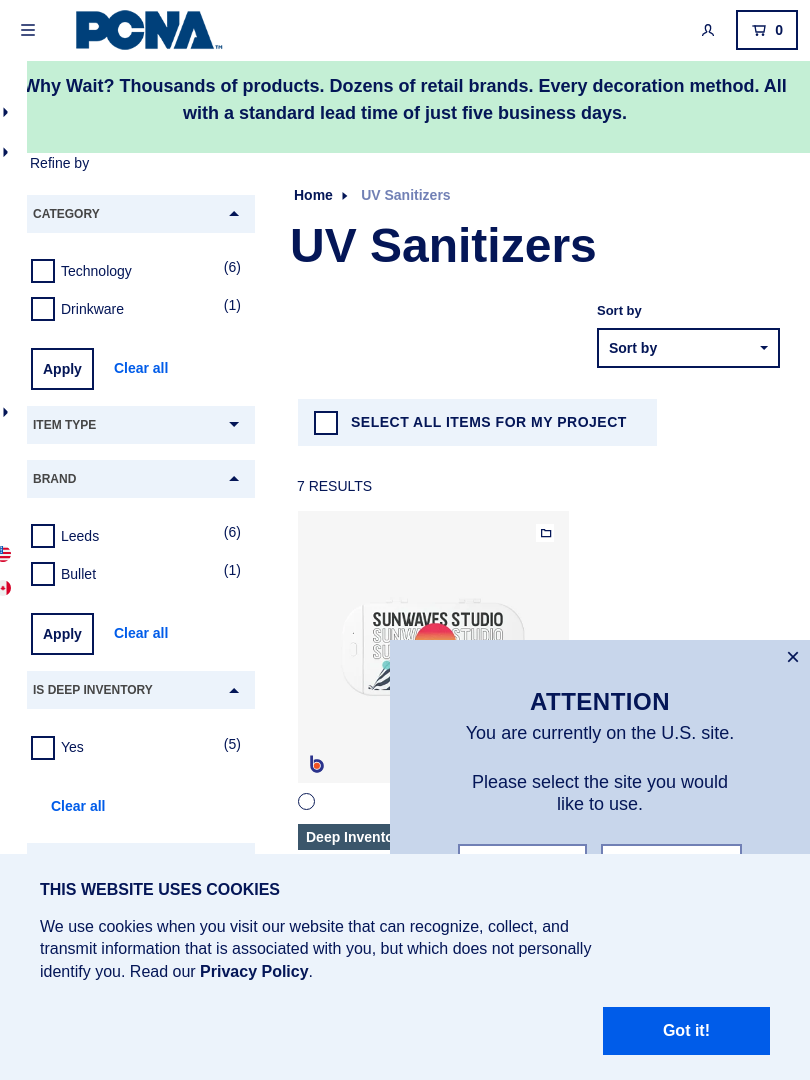 PCNA™
0
Why Wait? Thousands of products. Dozens of retail brands. Every decoration method. All
with a standard lead time of just five business days.
Refine by
Home
UV Sanitizers
CATEGORY
UV Sanitizers
Technology
(6)
Drinkware
(1)
Sort by
Sort by
Apply
Clear all
ITEM TYPE
SELECT ALL ITEMS FOR MY PROJECT
BRAND
7 RESULTS
Leeds
(6)
Bullet
(1)
SUNWAVES STUDIO
Apply
Clear all
IS DEEP INVENTORY
Yes
(5)
Clear all
b
Deep Invento
×
ATTENTION
You are currently on the U.S. site.
Please select the site you would
like to use.
THIS WEBSITE USES COOKIES
We use cookies when you visit our website that can recognize, collect, and
transmit information that is associated with you, but which does not personally
identify you. Read our Privacy Policy.
Got it!